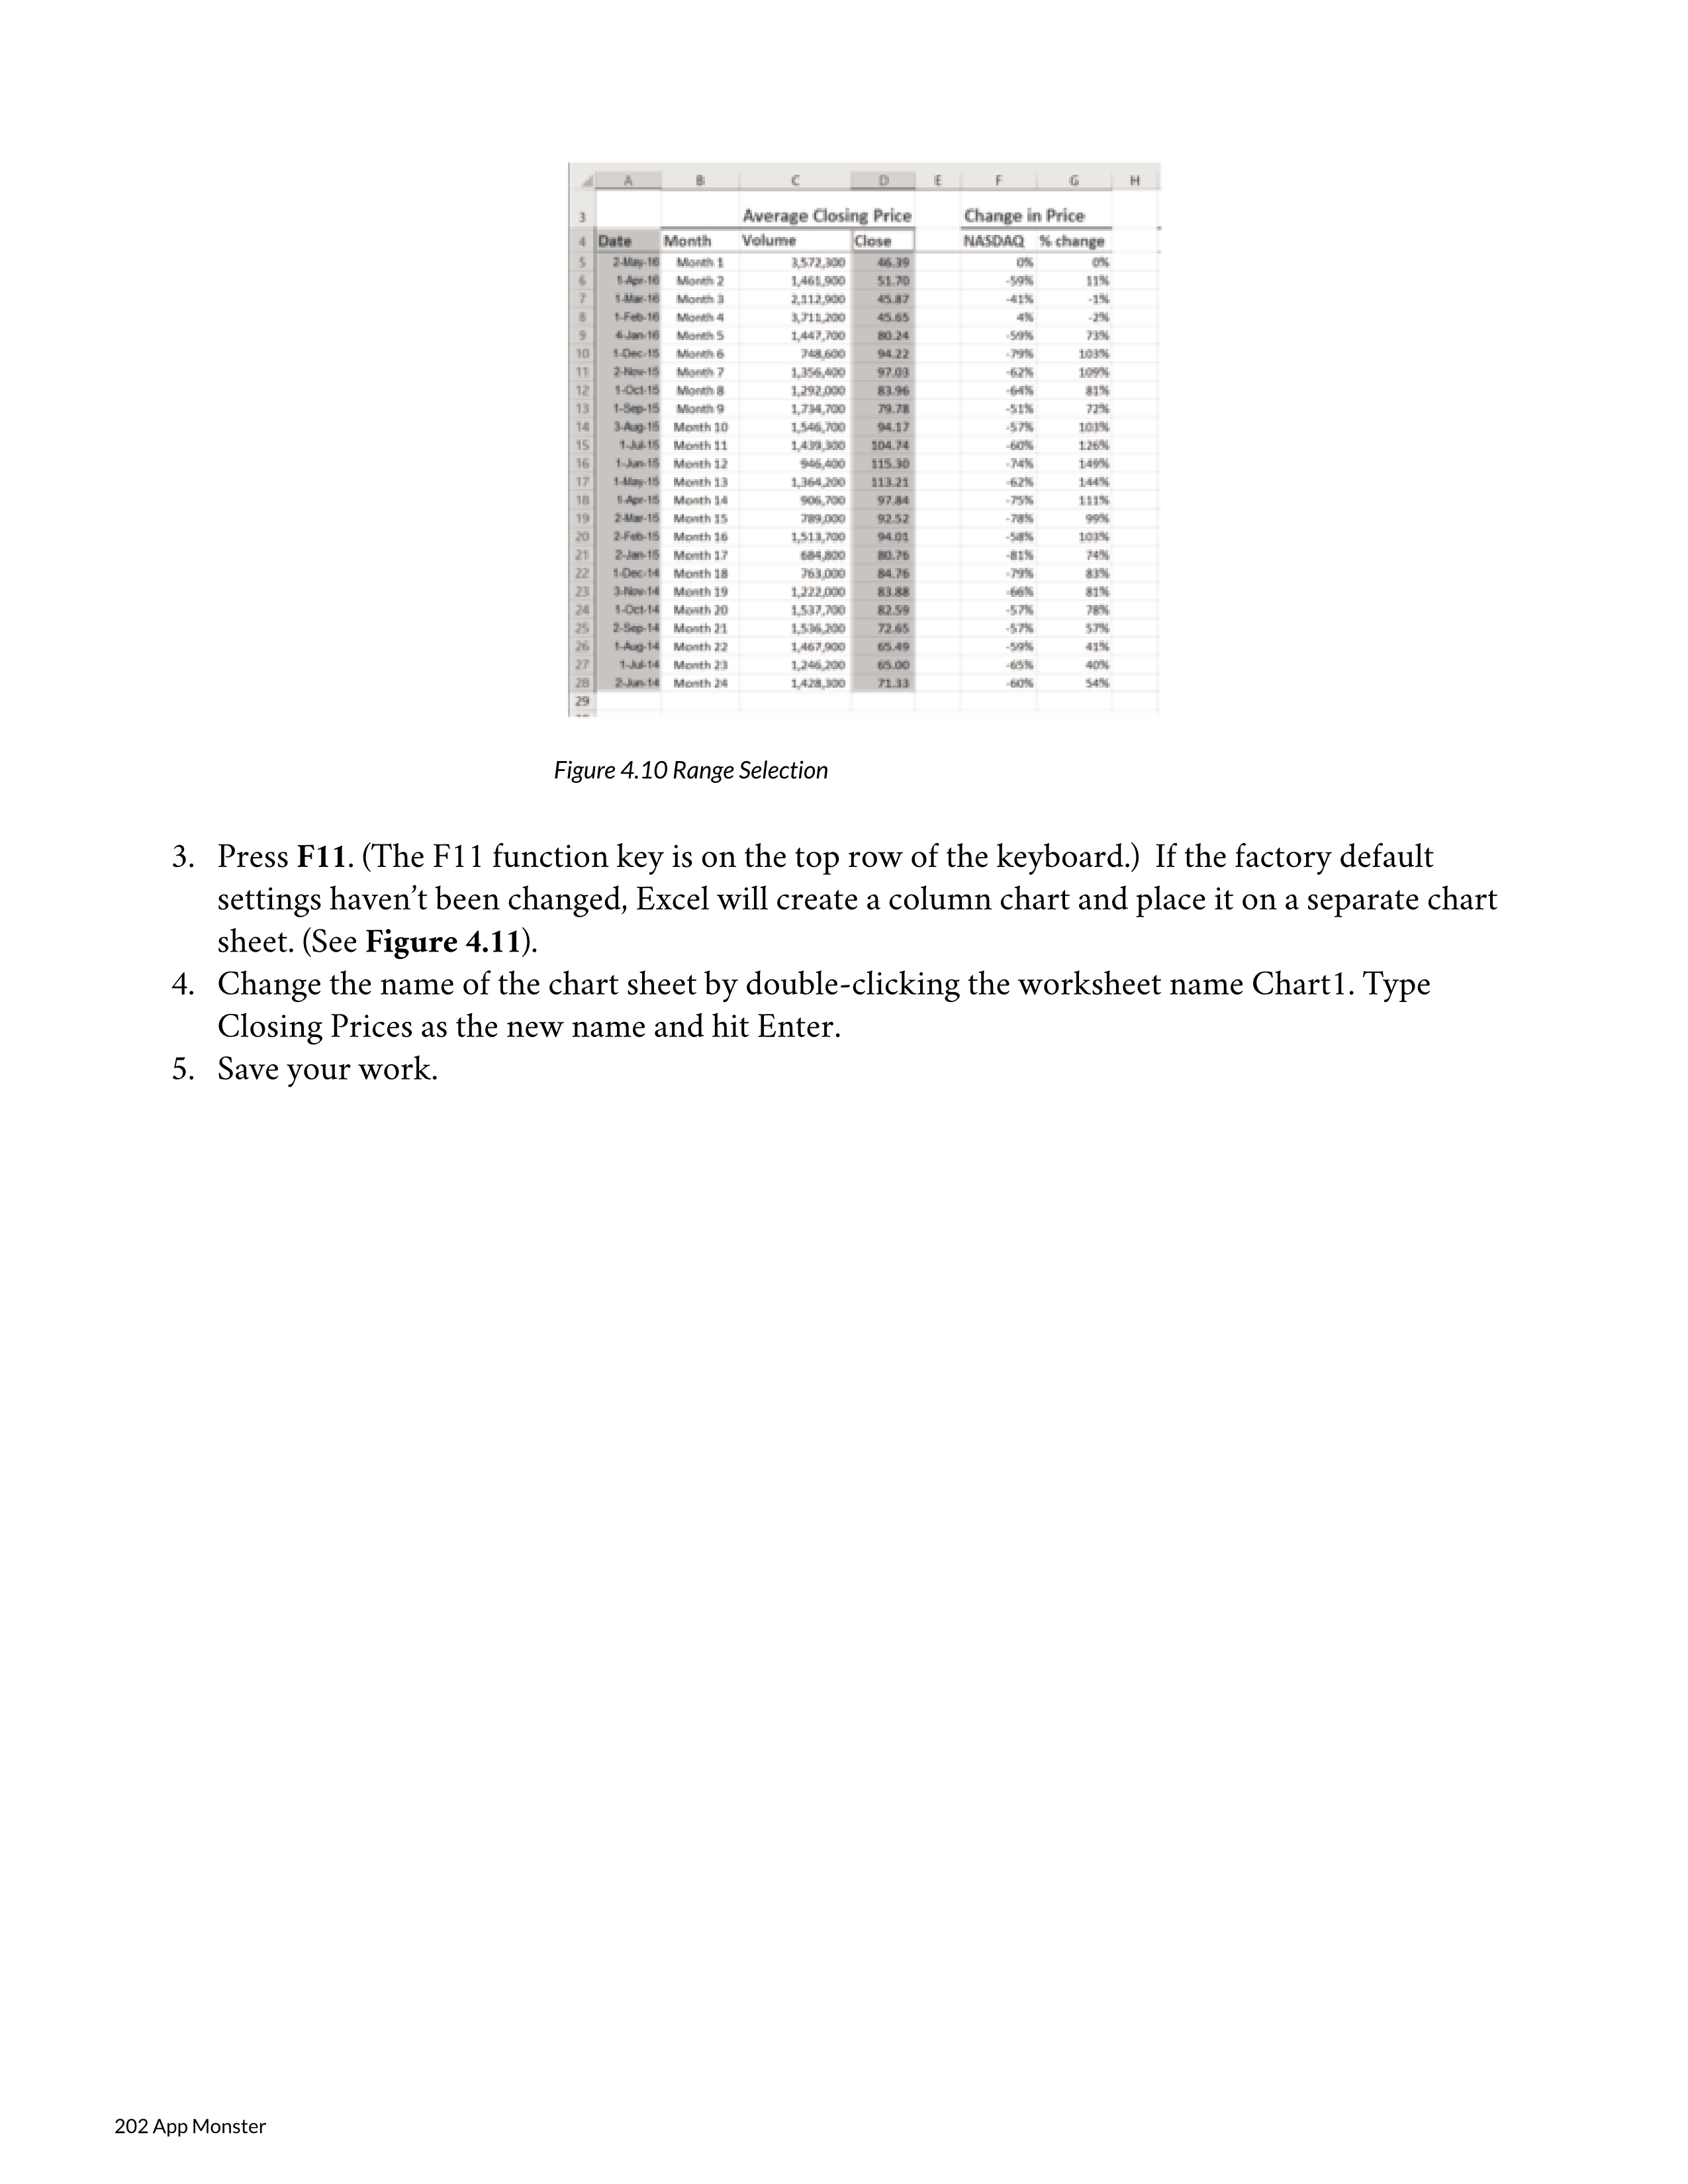 A B C D E F G H
3 Average Closing Price Change in Price
4 Date Month Volume Close NASDAQ % change
5 2-May-16 Month 1 3,572,300 46.39 0% 0%
6 1-Apr-16 Month 2 1,461,900 51.70 -59% 11%
7 1-Mar-16 Month 3 2,112,900 45.87 -41% -1%
8 1-Feb-16 Month 4 3,711,200 45.65 4% -2%
9 4-Jan-16 Month 5 1,447,700 80.24 -59% 73%
10 1-Dec-15 Month 6 748,600 94.22 -79% 103%
11 2-Nov-15 Month 7 1,356,400 97.03 -62% 109%
12 1-Oct-15 Month 8 1,292,000 83.96 -64% 81%
13 1-Sep-15 Month 9 1,734,700 79.78 -51% 72%
14 3-Aug-15 Month 10 1,546,700 94.17 -57% 103%
15 1-Jul-15 Month 11 1,439,300 104.74 -60% 126%
16 1-Jun-15 Month 12 946,400 115.30 -74% 149%
17 1-May-15 Month 13 1,364,200 113.21 -62% 144%
18 1-Apr-15 Month 14 906,700 97.84 -75% 111%
19 2-Mar-15 Month 15 789,000 92.52 -78% 99%
20 2-Feb-15 Month 16 1,513,700 94.01 -58% 103%
21 2-Jan-15 Month 17 684,800 80.76 -81% 74%
22 1-Dec-14 Month 18 763,000 84.76 -79% 83%
23 3-Nov-14 Month 19 1,222,000 83.88 -66% 81%
24 1-Oct-14 Month 20 1,537,700 82.59 -57% 78%
25 2-Sep-14 Month 21 1,536,200 72.65 -57% 57%
26 1-Aug-14 Month 22 1,467,900 65.49 -59% 41%
27 1-Jul-14 Month 23 1,246,200 65.00 -65% 40%
28 2-Jun-14 Month 24 1,428,300 71.33 -60% 54%
29
Figure 4.10 Range Selection
3. Press F11. (The F11 function key is on the top row of the keyboard.) If the factory default
settings haven’t been changed, Excel will create a column chart and place it on a separate chart
sheet. (See Figure 4.11).
4. Change the name of the chart sheet by double-clicking the worksheet name Chart1. Type
Closing Prices as the new name and hit Enter.
5. Save your work.
202 App Monster